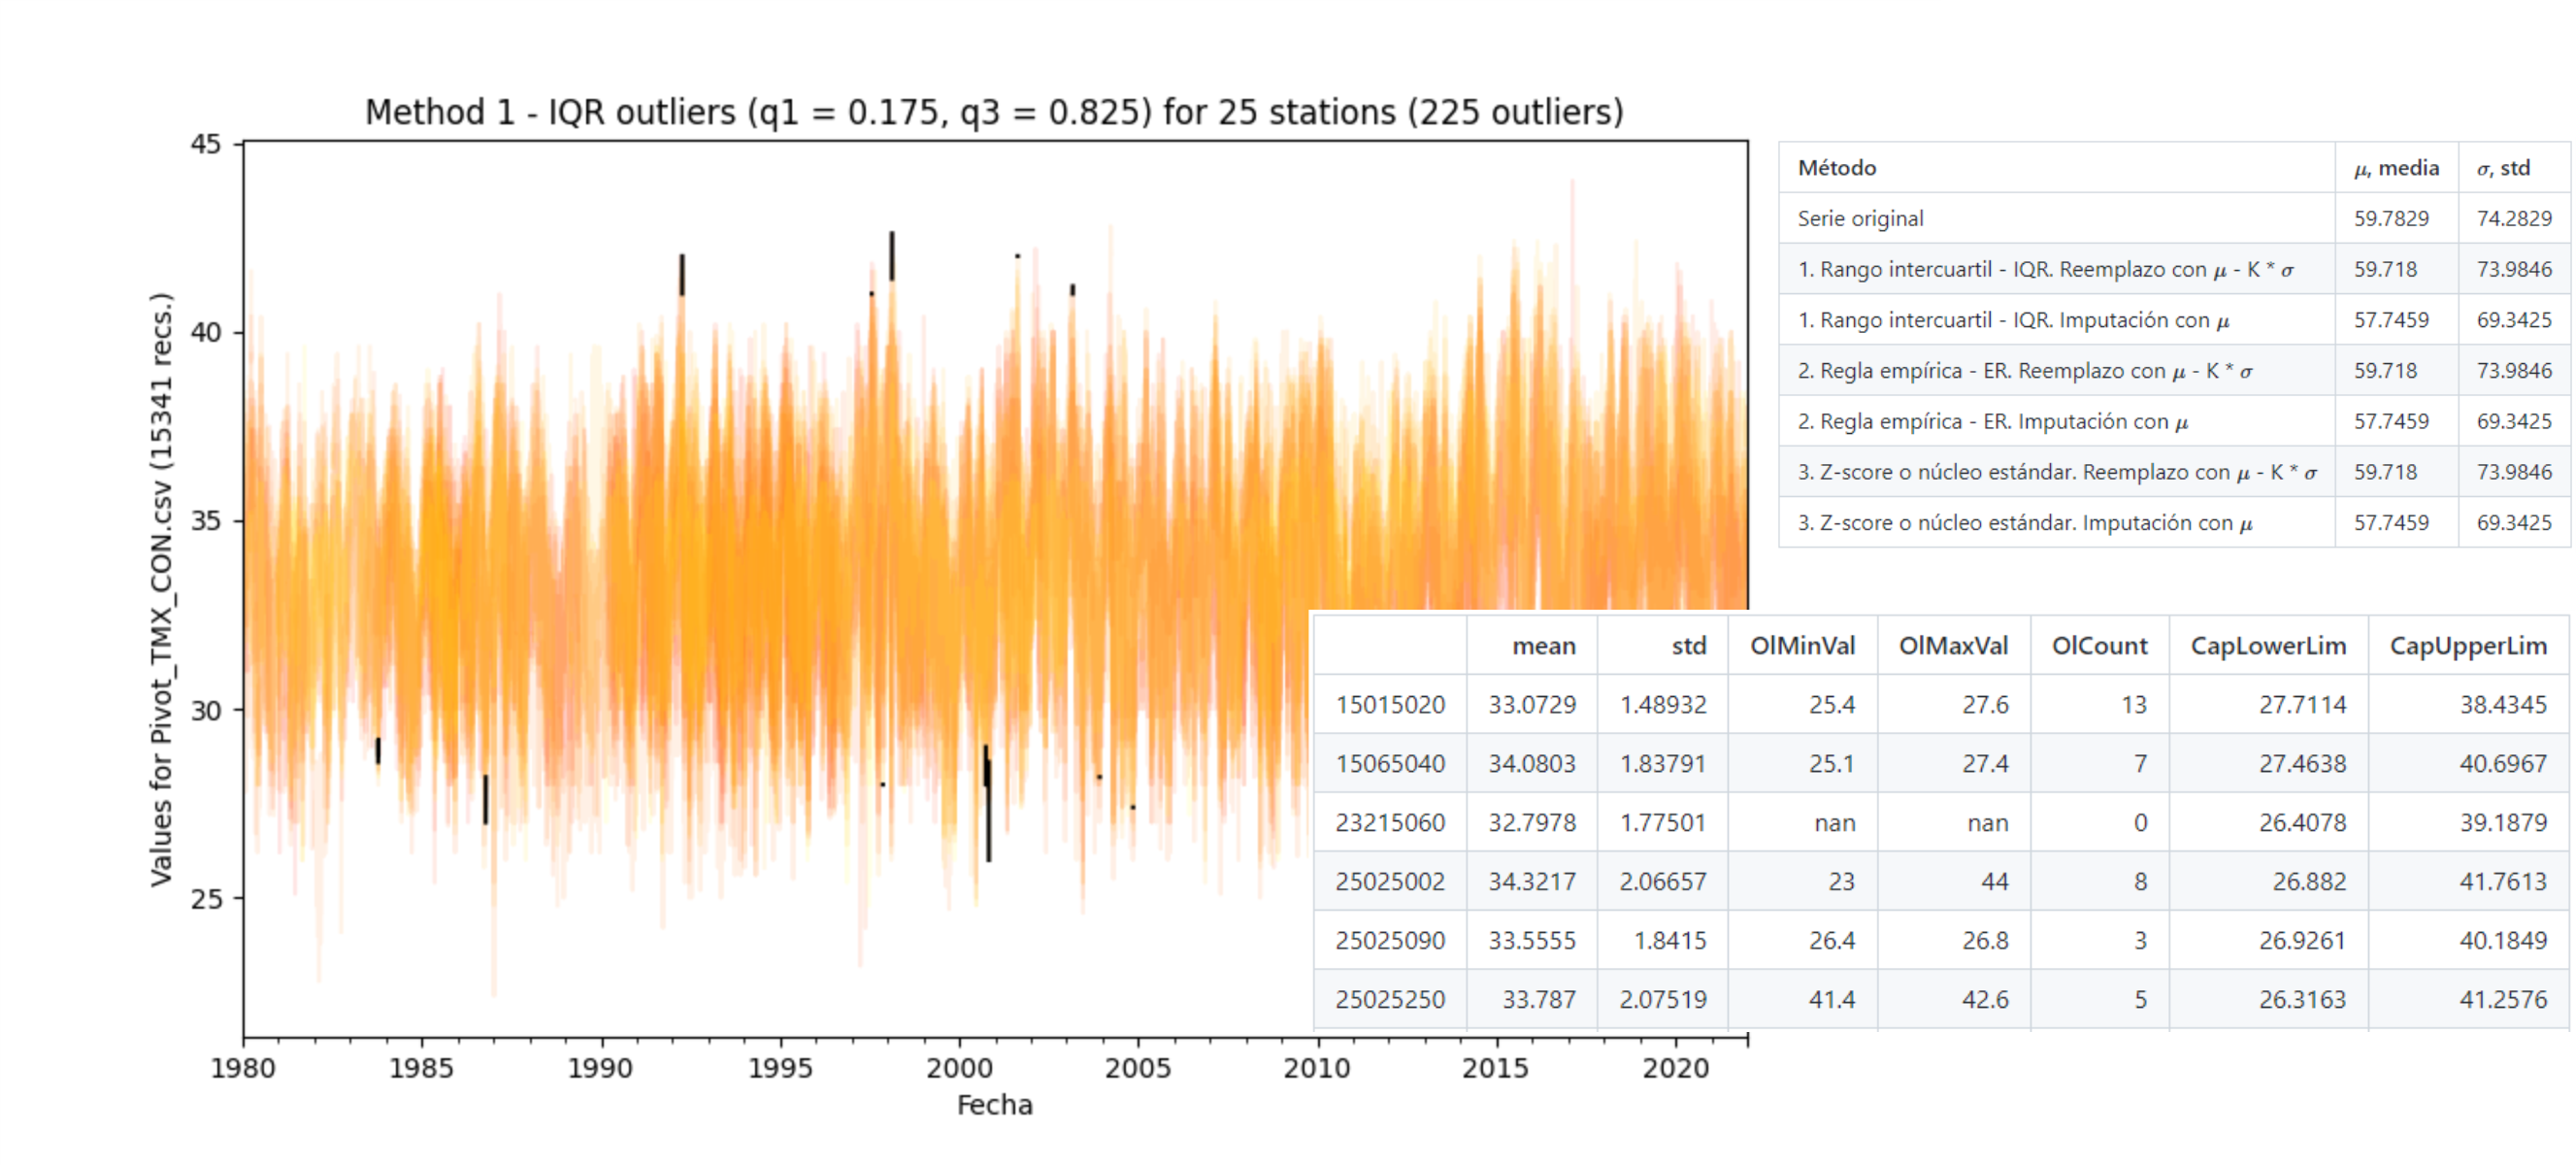 Method 1 - IQR outliers (q1 = 0.175, q3 = 0.825) for 25 stations (225 outliers)
Values for Pivot_TMX_CON.csv (15341 recs.)
45
40
35
30
25
1980 1985 1990 1995 2000 2005 2010 2015 2020
Fecha
Método μ, media σ, std
Serie original 59.7829 74.2829
1. Rango intercuartil - IQR. Reemplazo con μ - K * σ 59.718 73.9846
1. Rango intercuartil - IQR. Imputación con μ 57.7459 69.3425
2. Regla empírica - ER. Reemplazo con μ - K * σ 59.718 73.9846
2. Regla empírica - ER. Imputación con μ 57.7459 69.3425
3. Z-score o núcleo estándar. Reemplazo con μ - K * σ 59.718 73.9846
3. Z-score o núcleo estándar. Imputación con μ 57.7459 69.3425
mean std OlMinVal OlMaxVal OlCount CapLowerLim CapUpperLim
15015020 33.0729 1.48932 25.4 27.6 13 27.7114 38.4345
15065040 34.0803 1.83791 25.1 27.4 7 27.4638 40.6967
23215060 32.7978 1.77501 nan nan 0 26.4078 39.1879
25025002 34.3217 2.06657 23 44 8 26.882 41.7613
25025090 33.5555 1.8415 26.4 26.8 3 26.9261 40.1849
25025250 33.787 2.07519 41.4 42.6 5 26.3163 41.2576